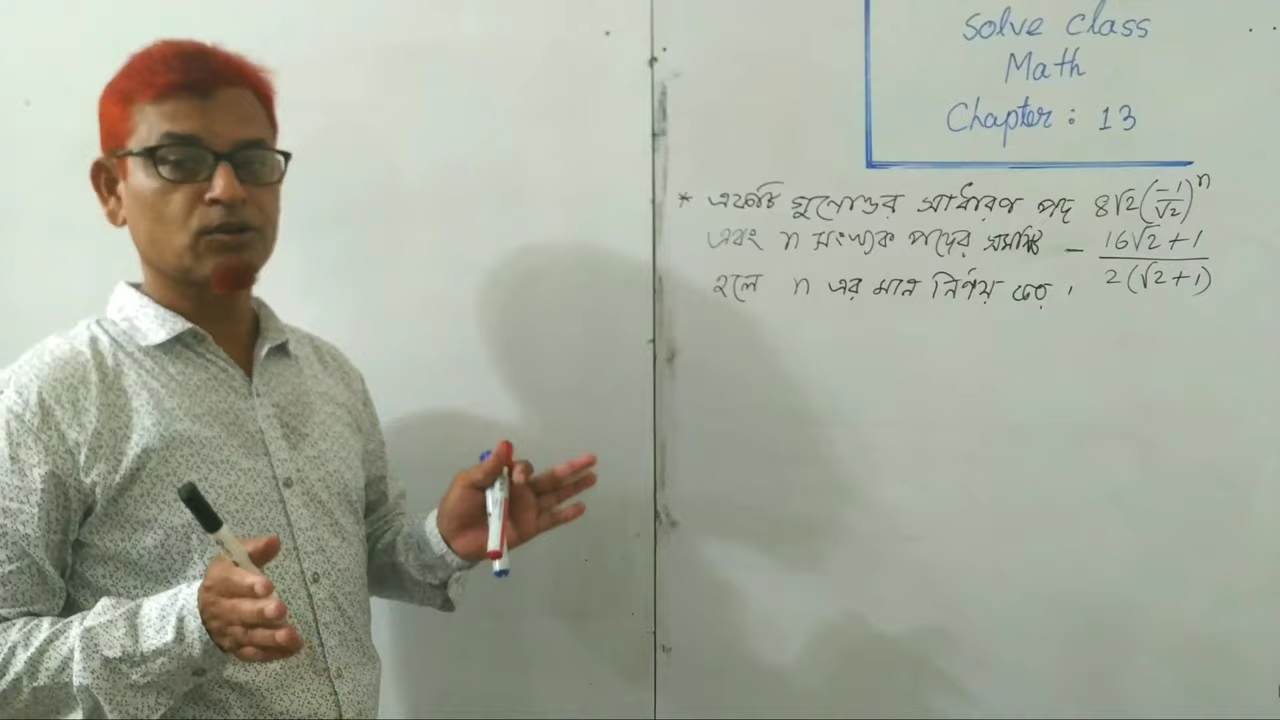 Solve Class
Math
Chapter : 13
* একটি গুণোত্তর সাধারণ পদ 8√2(-1/√2)^n
এবং n সংখ্যক পদের সমষ্টি - (16√2+1)/(2(√2+1))
হলে n এর মান নির্ণয় কর।